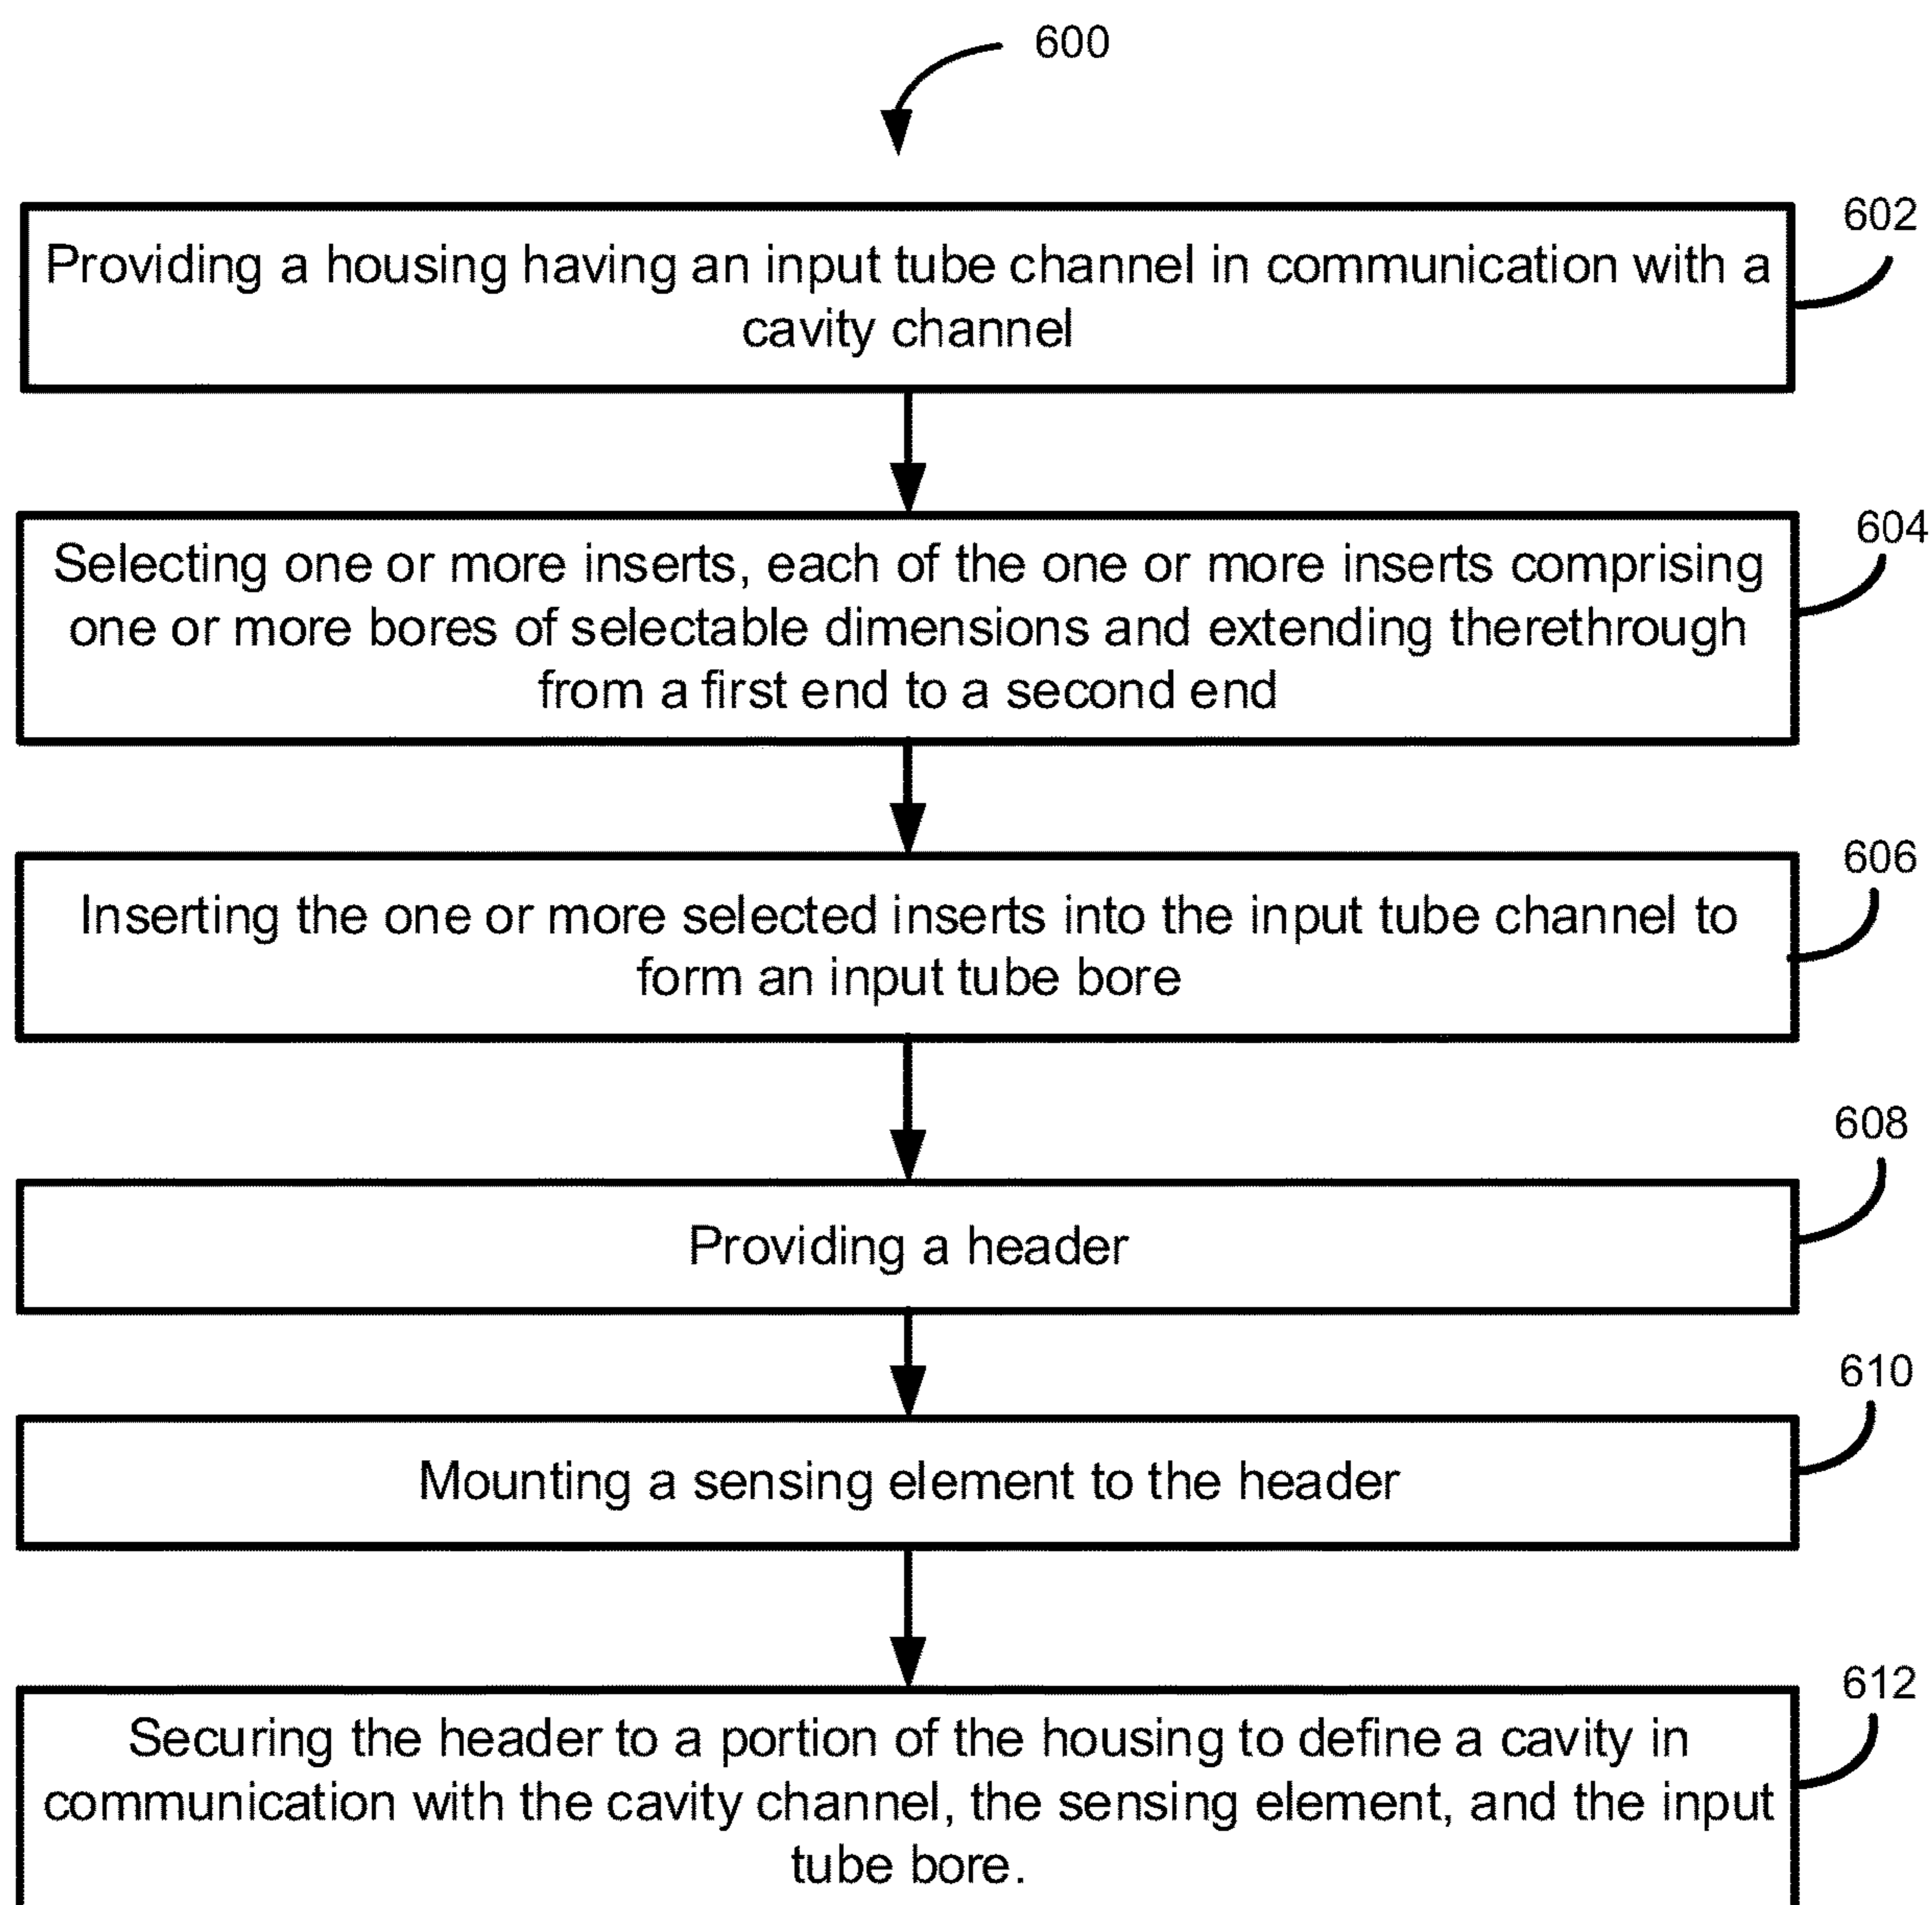 600
602
Providing a housing having an input tube channel in communication with a
cavity channel
604
Selecting one or more inserts, each of the one or more inserts comprising
one or more bores of selectable dimensions and extending therethrough
from a first end to a second end
606
Inserting the one or more selected inserts into the input tube channel to
form an input tube bore
608
Providing a header
610
Mounting a sensing element to the header
612
Securing the header to a portion of the housing to define a cavity in
communication with the cavity channel, the sensing element, and the input
tube bore.